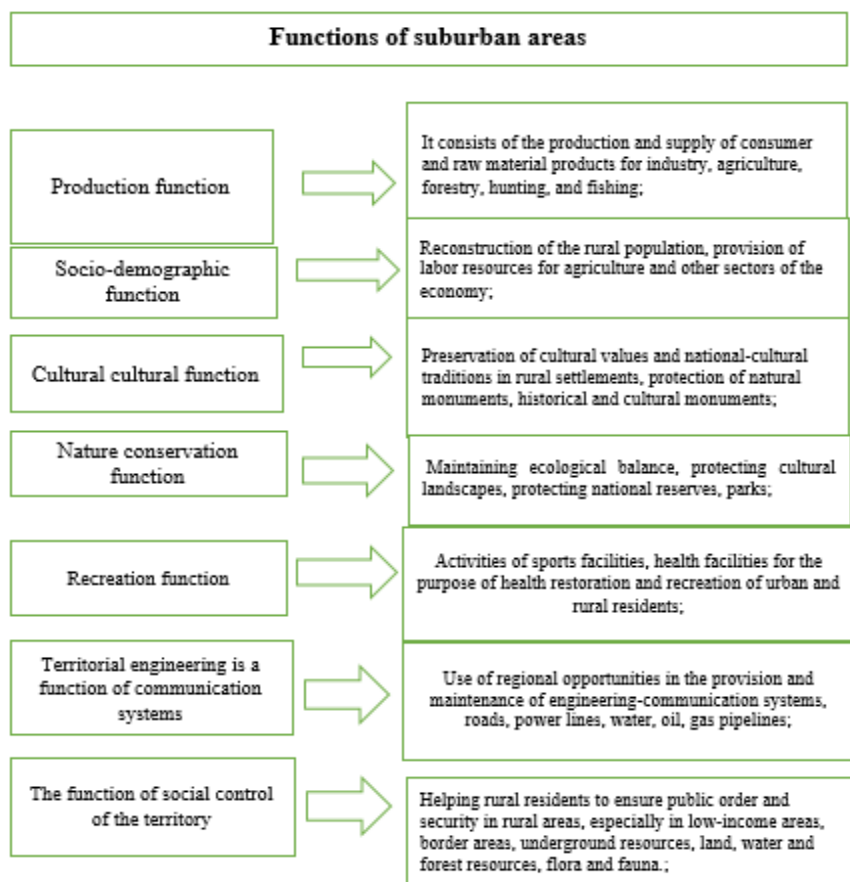 Functions of suburban areas
Production function
It consists of the production and supply of consumer
and raw material products for industry, agriculture,
forestry, hunting, and fishing;
Socio-demographic
function
Reconstruction of the rural population, provision of
labor resources for agriculture and other sectors of the
economy;
Cultural cultural function
Preservation of cultural values and national-cultural
traditions in rural settlements, protection of natural
monuments, historical and cultural monuments;
Nature conservation
function
Maintaining ecological balance, protecting cultural
landscapes, protecting national reserves, parks;
Recreation function
Activities of sports facilities, health facilities for the
purpose of health restoration and recreation of urban and
rural residents;
Territorial engineering is a
function of communication
systems
Use of regional opportunities in the provision and
maintenance of engineering-communication systems,
roads, power lines, water, oil, gas pipelines;
The function of social control
of the territory
Helping rural residents to ensure public order and
security in rural areas, especially in low-income areas,
border areas, underground resources, land, water and
forest resources, flora and fauna.;